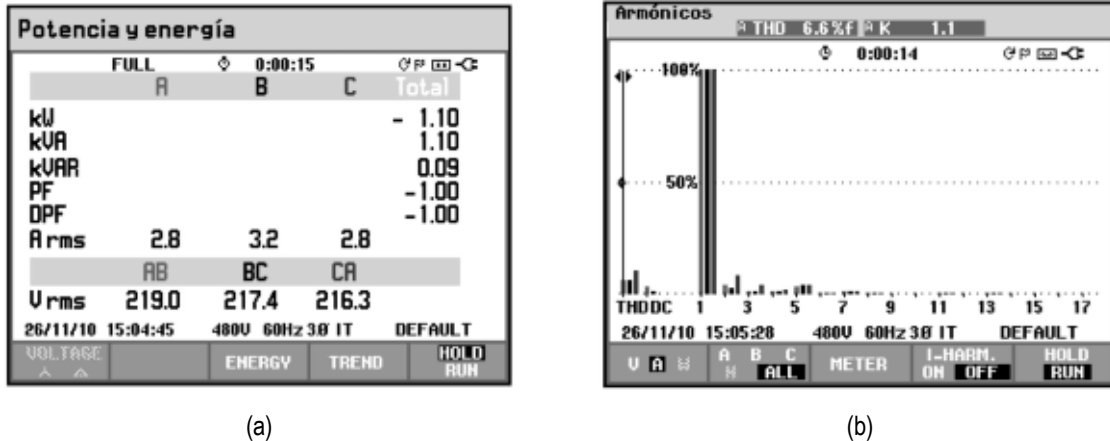 Potencia y energía
FULL 0:00:15
A B C Total
kW - 1.10
kVA 1.10
kVAR 0.09
PF -1.00
DPF -1.00
A rms 2.8 3.2 2.8
AB BC CA
V rms 219.0 217.4 216.3
26/11/10 15:04:45 480V 60Hz 3Ø IT DEFAULT
VOLTAGE ENERGY TREND HOLD
RUN
(a)
Armónicos
A THD 6.6%f A K 1.1
0:00:14
100%
50%
THD DC 1 3 5 7 9 11 13 15 17
26/11/10 15:05:28 480V 60Hz 3Ø IT DEFAULT
V A A B C METER I-HARM. HOLD
N ALL ON OFF RUN
(b)